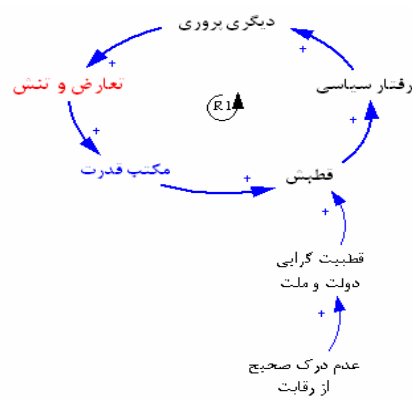 دیگری پروری
رفتار سیاسی
تعارض و تنش
+
+
+
+
R1
مکتب قدرت
+
قطبش
+
قطبیت گرایی
دولت و ملت
+
عدم درک صحیح
از رقابت